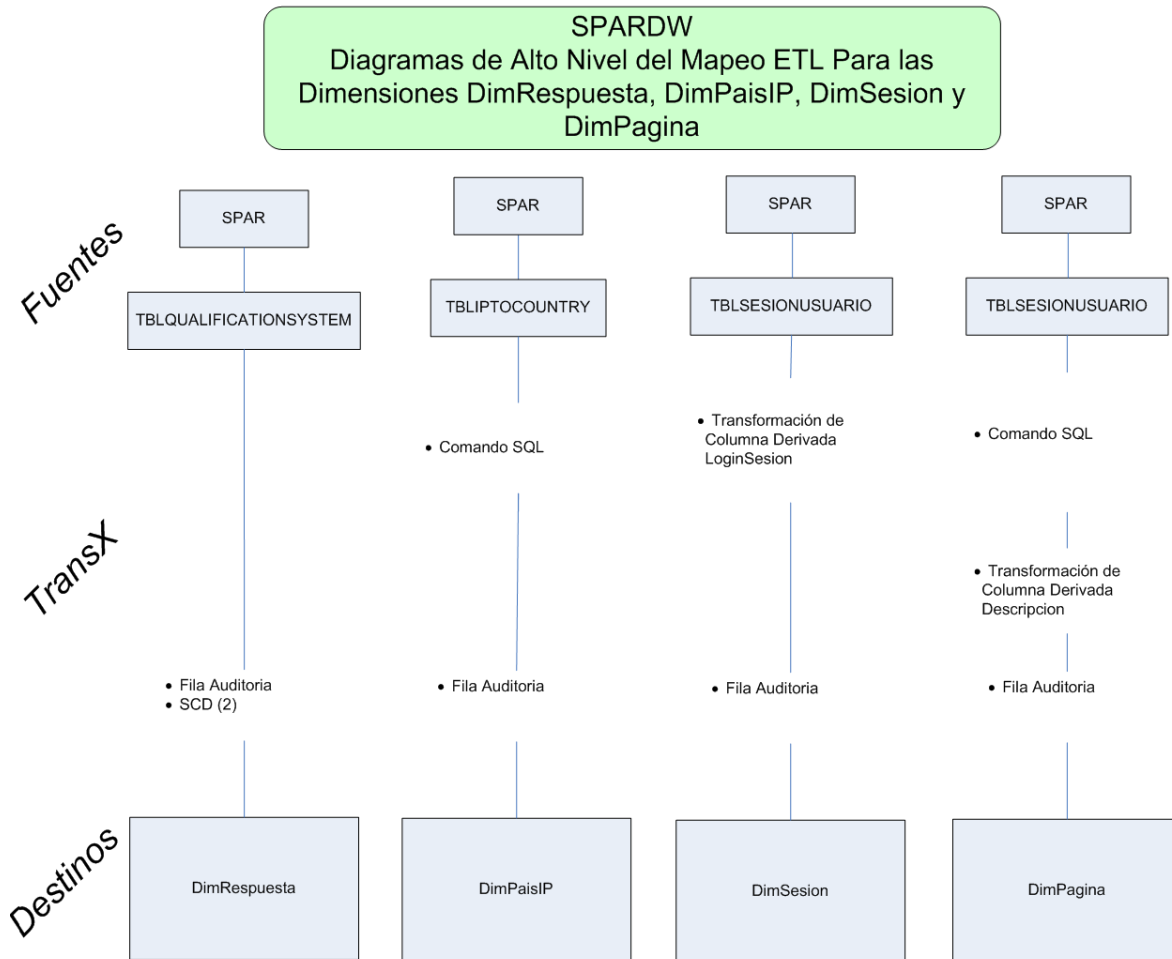 SPARDW
Diagramas de Alto Nivel del Mapeo ETL Para las
Dimensiones DimRespuesta, DimPaisIP, DimSesion y
DimPagina
Fuentes
SPAR
SPAR
SPAR
SPAR
TBLQUALIFICATIONSYSTEM
TBLIPTOCOUNTRY
TBLSESIONUSUARIO
TBLSESIONUSUARIO
TransX
• Comando SQL
• Transformación de
Columna Derivada
LoginSesion
• Comando SQL
• Transformación de
Columna Derivada
Descripcion
• Fila Auditoria
• SCD (2)
• Fila Auditoria
• Fila Auditoria
• Fila Auditoria
Destinos
DimRespuesta
DimPaisIP
DimSesion
DimPagina